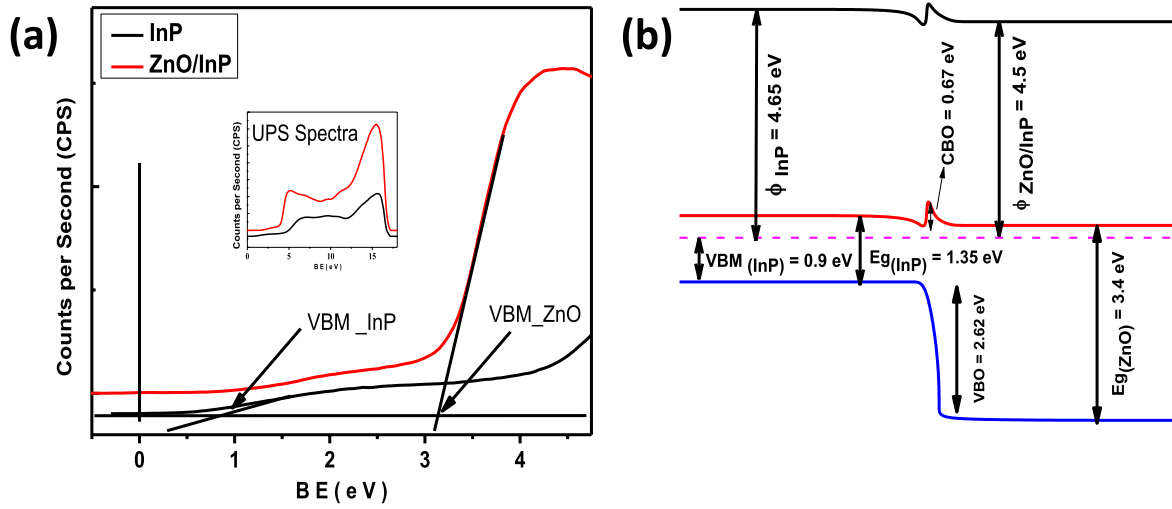 (a)
InP
ZnO/InP
Counts per Second (CPS)
UPS Spectra
Counts per Second (CPS)
0 5 10 15
B E ( eV )
VBM _InP
VBM_ZnO
0 1 2 3 4
B E ( e V )
(b)
ϕ InP = 4.65 eV
CBO = 0.67 eV
ϕ ZnO/InP = 4.5 eV
VBM (InP) = 0.9 eV
Eg(InP) = 1.35 eV
VBO = 2.62 eV
Eg(ZnO) = 3.4 eV